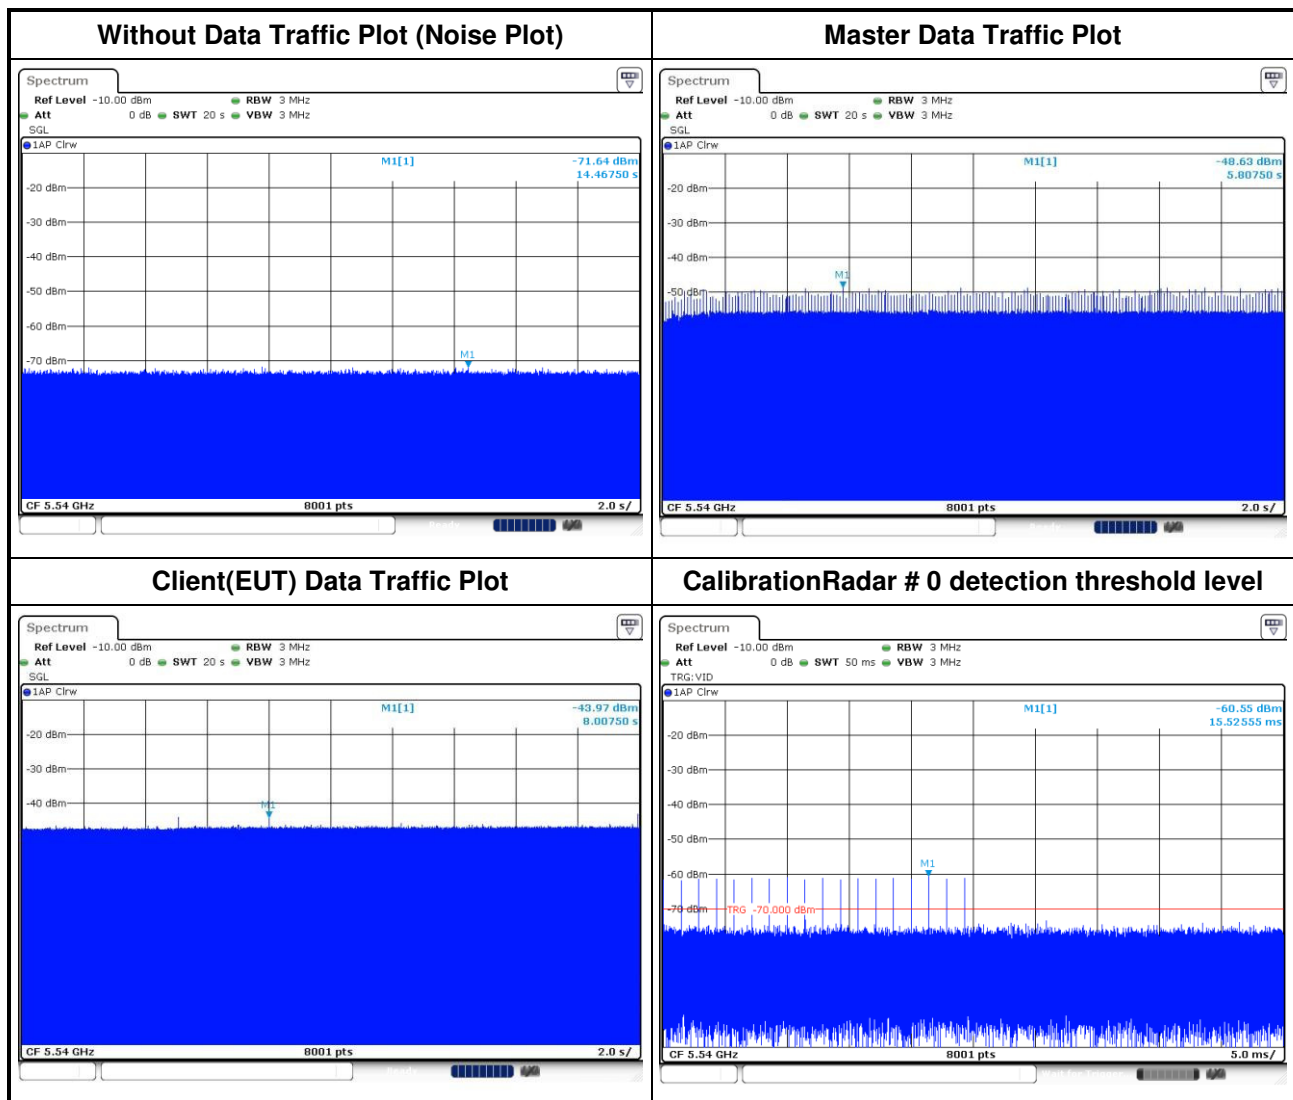 Without Data Traffic Plot (Noise Plot)
Spectrum
Ref Level -10.00 dBm RBW 3 MHz
Att 0 dB SWT 20 s VBW 3 MHz
SGL
1AP Clrw
M1[1] -71.64 dBm
14.46750 s
-20 dBm
-30 dBm
-40 dBm
-50 dBm
-60 dBm
M1
-70 dBm
CF 5.54 GHz 8001 pts 2.0 s/
Ready
Master Data Traffic Plot
Spectrum
Ref Level -10.00 dBm RBW 3 MHz
Att 0 dB SWT 20 s VBW 3 MHz
SGL
1AP Clrw
M1[1] -48.63 dBm
5.80750 s
-20 dBm
-30 dBm
-40 dBm
M1
-50 dBm
CF 5.54 GHz 8001 pts 2.0 s/
Client(EUT) Data Traffic Plot
Spectrum
Ref Level -10.00 dBm RBW 3 MHz
Att 0 dB SWT 20 s VBW 3 MHz
SGL
1AP Clrw
M1[1] -43.97 dBm
8.00750 s
-20 dBm
-30 dBm
-40 dBm
M1
CF 5.54 GHz 8001 pts 2.0 s/
CalibrationRadar # 0 detection threshold level
Spectrum
Ref Level -10.00 dBm RBW 3 MHz
Att 0 dB SWT 50 ms VBW 3 MHz
TRG:VID
1AP Clrw
M1[1] -60.55 dBm
15.52555 ms
-20 dBm
-30 dBm
-40 dBm
-50 dBm
M1
-60 dBm
-70 dBm TRG -70.000 dBm
CF 5.54 GHz 8001 pts 5.0 ms/
Wait for Trigger